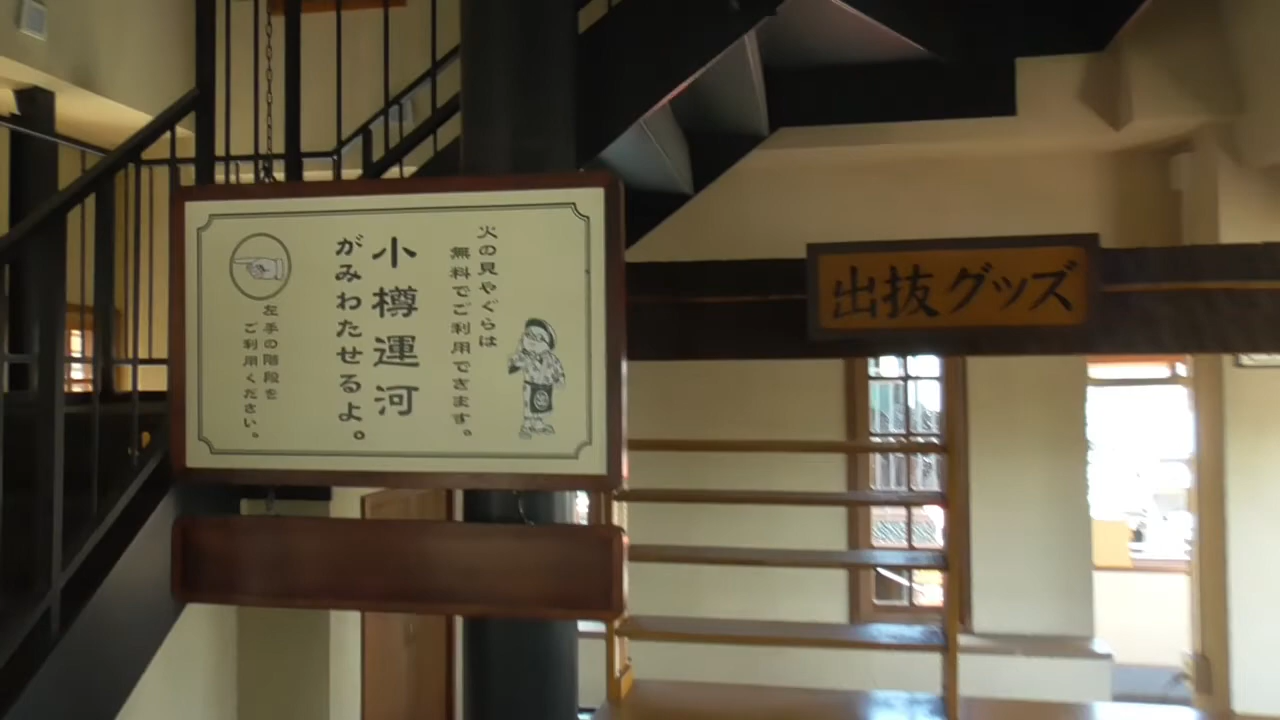 火の見やぐらは
無料でご利用できます。
小樽運河
がみわたせるよ。
左手の階段を
ご利用ください。
出抜グッズ